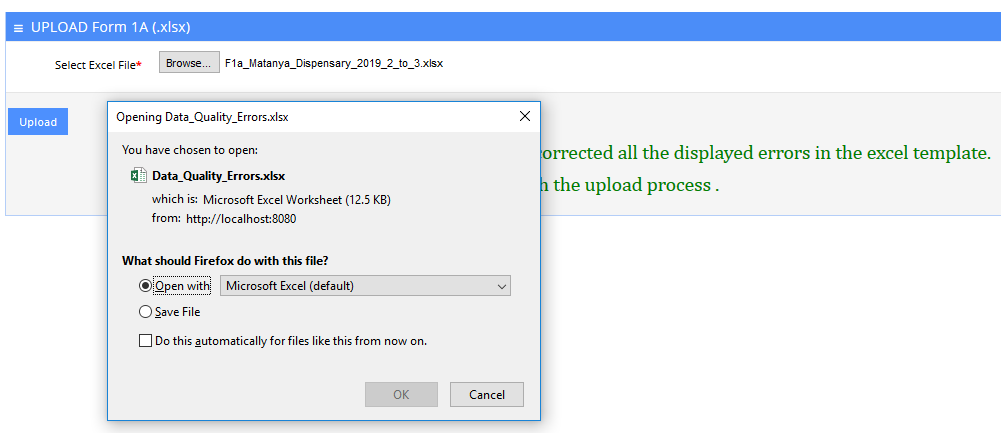 UPLOAD Form 1A (.xlsx)
Select Excel File*
Browse... F1a_Matanya_Dispensary_2019_2_to_3.xlsx
Upload
Opening Data_Quality_Errors.xlsx
You have chosen to open:
Data_Quality_Errors.xlsx
which is: Microsoft Excel Worksheet (12.5 KB)
from: http://localhost:8080
What should Firefox do with this file?
Open with Microsoft Excel (default)
Save File
Do this automatically for files like this from now on.
OK Cancel
corrected all the displayed errors in the excel template.
the upload process .